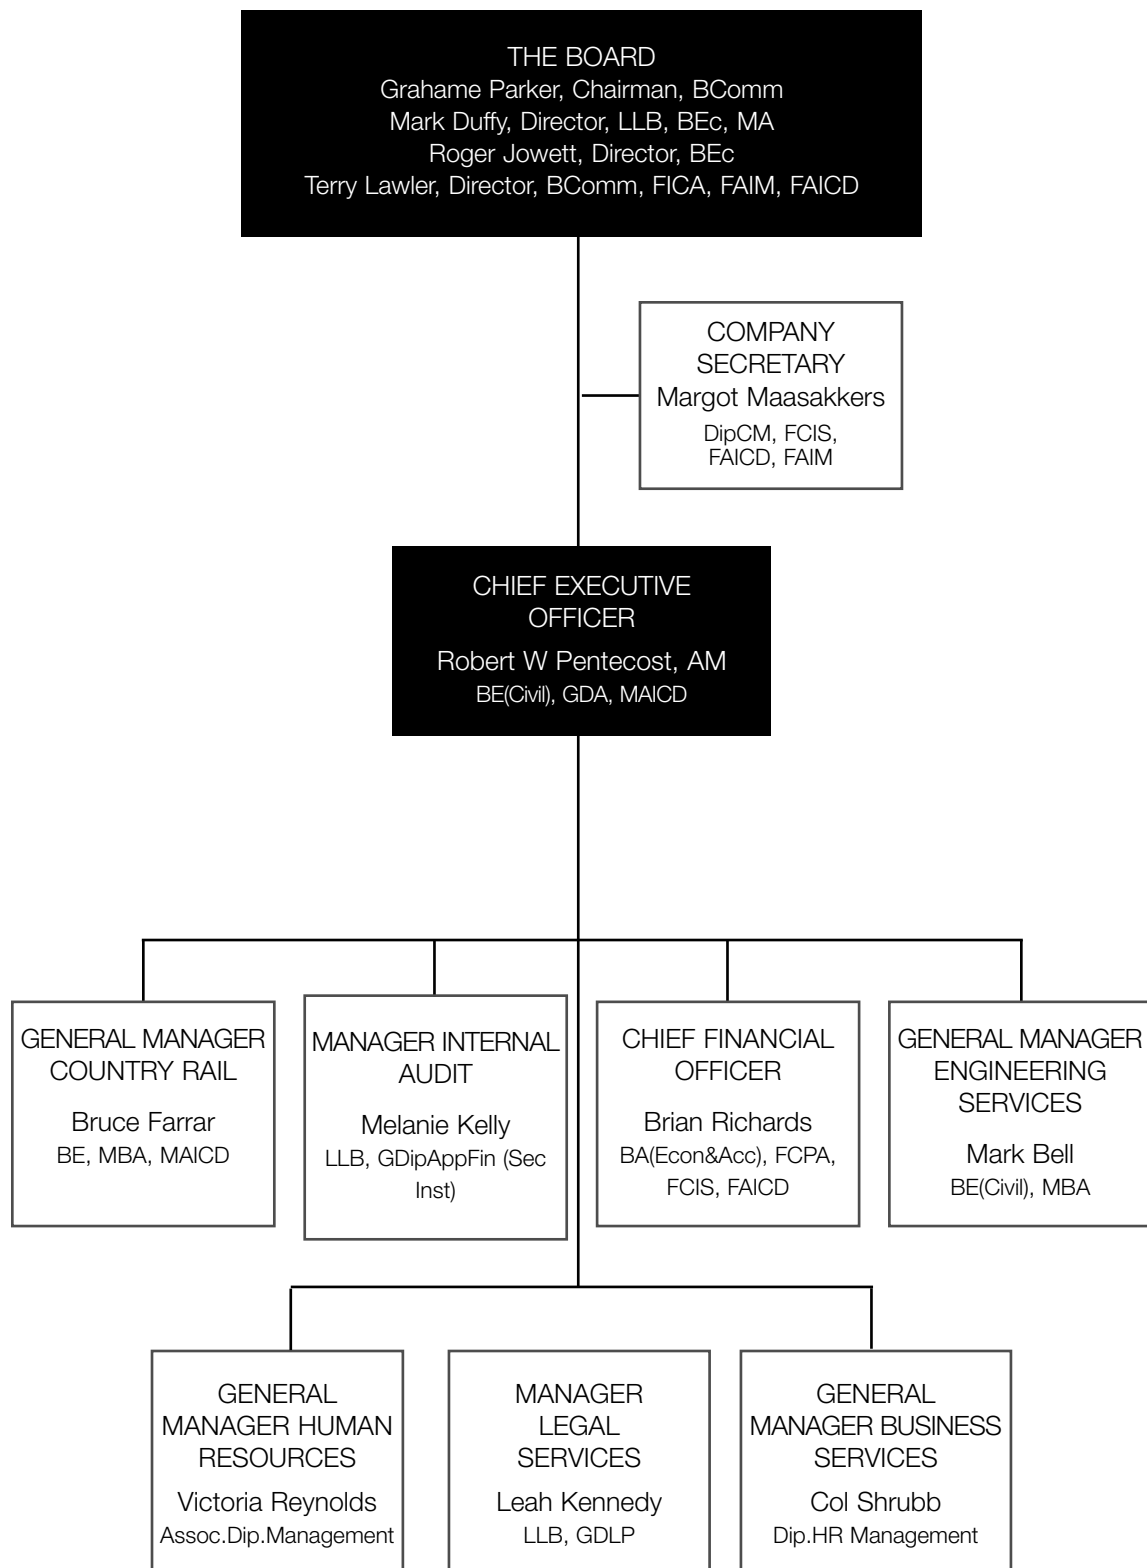 THE BOARD
Grahame Parker, Chairman, BComm
Mark Duffy, Director, LLB, BEc, MA
Roger Jowett, Director, BEc
Terry Lawler, Director, BComm, FICA, FAIM, FAICD
COMPANY
SECRETARY
Margot Maasakkers
DipCM, FCIS,
FAICD, FAIM
CHIEF EXECUTIVE
OFFICER
Robert W Pentecost, AM
BE(Civil), GDA, MAICD
GENERAL MANAGER
COUNTRY RAIL
Bruce Farrar
BE, MBA, MAICD
MANAGER INTERNAL
AUDIT
Melanie Kelly
LLB, GDipAppFin (Sec
Inst)
CHIEF FINANCIAL
OFFICER
Brian Richards
BA(Econ&Acc), FCPA,
FCIS, FAICD
GENERAL MANAGER
ENGINEERING
SERVICES
Mark Bell
BE(Civil), MBA
GENERAL
MANAGER HUMAN
RESOURCES
Victoria Reynolds
Assoc.Dip.Management
MANAGER
LEGAL
SERVICES
Leah Kennedy
LLB, GDLP
GENERAL
MANAGER BUSINESS
SERVICES
Col Shrubb
Dip.HR Management